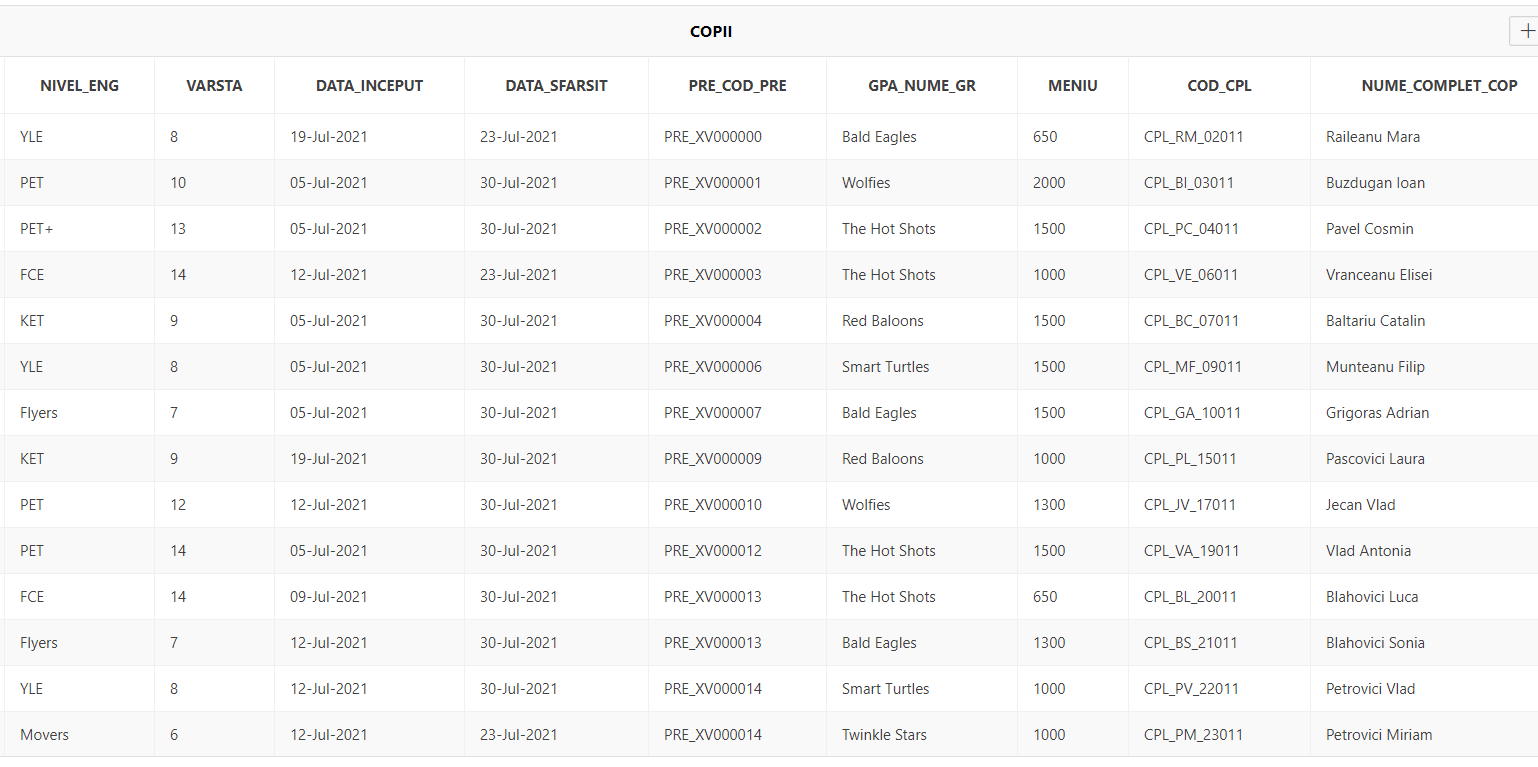 COPII
NIVEL_ENG VARSTA DATA_INCEPUT DATA_SFARSIT PRE_COD_PRE GPA_NUME_GR MENIU COD_CPL NUME_COMPLET_COP
YLE 8 19-Jul-2021 23-Jul-2021 PRE_XV000000 Bald Eagles 650 CPL_RM_02011 Raileanu Mara
PET 10 05-Jul-2021 30-Jul-2021 PRE_XV000001 Wolfies 2000 CPL_BI_03011 Buzdugan Ioan
PET+ 13 05-Jul-2021 30-Jul-2021 PRE_XV000002 The Hot Shots 1500 CPL_PC_04011 Pavel Cosmin
FCE 14 12-Jul-2021 23-Jul-2021 PRE_XV000003 The Hot Shots 1000 CPL_VE_06011 Vranceanu Elisei
KET 9 05-Jul-2021 30-Jul-2021 PRE_XV000004 Red Baloons 1500 CPL_BC_07011 Baltariu Catalin
YLE 8 05-Jul-2021 30-Jul-2021 PRE_XV000006 Smart Turtles 1500 CPL_MF_09011 Munteanu Filip
Flyers 7 05-Jul-2021 30-Jul-2021 PRE_XV000007 Bald Eagles 1500 CPL_GA_10011 Grigoras Adrian
KET 9 19-Jul-2021 30-Jul-2021 PRE_XV000009 Red Baloons 1000 CPL_PL_15011 Pascovici Laura
PET 12 12-Jul-2021 30-Jul-2021 PRE_XV000010 Wolfies 1300 CPL_JV_17011 Jecan Vlad
PET 14 05-Jul-2021 30-Jul-2021 PRE_XV000012 The Hot Shots 1500 CPL_VA_19011 Vlad Antonia
FCE 14 09-Jul-2021 30-Jul-2021 PRE_XV000013 The Hot Shots 650 CPL_BL_20011 Blahovici Luca
Flyers 7 12-Jul-2021 30-Jul-2021 PRE_XV000013 Bald Eagles 1300 CPL_BS_21011 Blahovici Sonia
YLE 8 12-Jul-2021 30-Jul-2021 PRE_XV000014 Smart Turtles 1000 CPL_PV_22011 Petrovici Vlad
Movers 6 12-Jul-2021 23-Jul-2021 PRE_XV000014 Twinkle Stars 1000 CPL_PM_23011 Petrovici Miriam